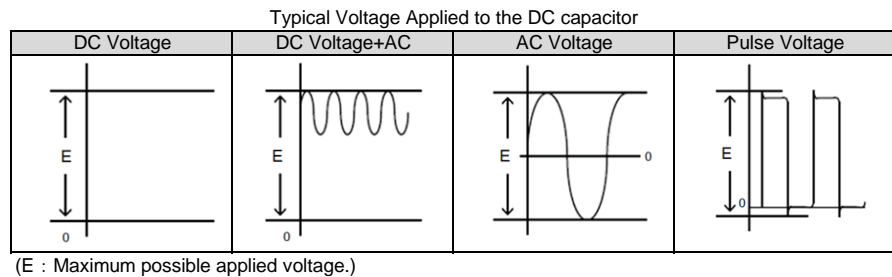 Typical Voltage Applied to the DC capacitor
DC Voltage DC Voltage+AC AC Voltage Pulse Voltage
E E E E
0 0 0 0
(E：Maximum possible applied voltage.)